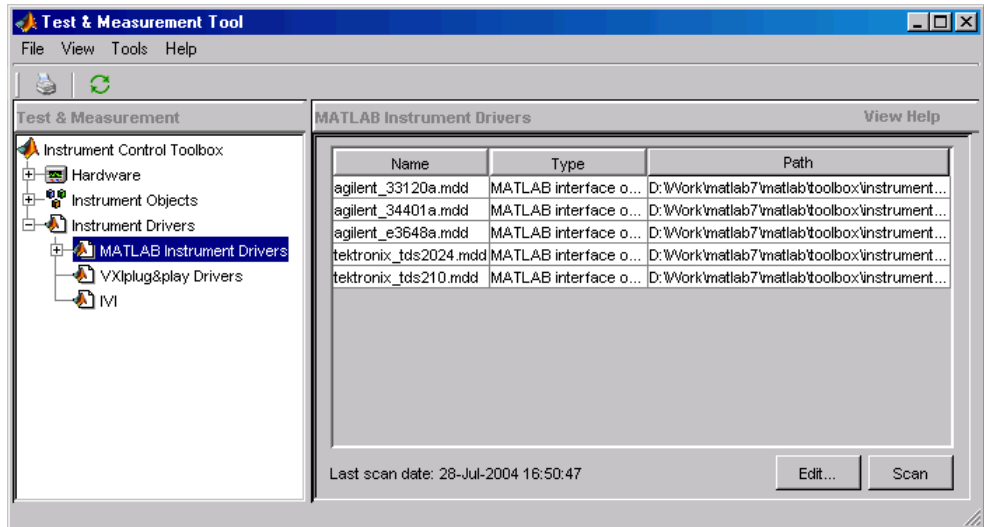 Test & Measurement Tool
File View Tools Help
Test & Measurement
Instrument Control Toolbox
Hardware
Instrument Objects
Instrument Drivers
MATLAB Instrument Drivers
VXIplug&play Drivers
IVI
MATLAB Instrument Drivers View Help
Name Type Path
agilent_33120a.mdd MATLAB interface o... D:\Work\matlab7\matlab\toolbox\instrument...
agilent_34401a.mdd MATLAB interface o... D:\Work\matlab7\matlab\toolbox\instrument...
agilent_e3648a.mdd MATLAB interface o... D:\Work\matlab7\matlab\toolbox\instrument...
tektronix_tds2024.mdd MATLAB interface o... D:\Work\matlab7\matlab\toolbox\instrument...
tektronix_tds210.mdd MATLAB interface o... D:\Work\matlab7\matlab\toolbox\instrument...
Last scan date: 28-Jul-2004 16:50:47 Edit... Scan